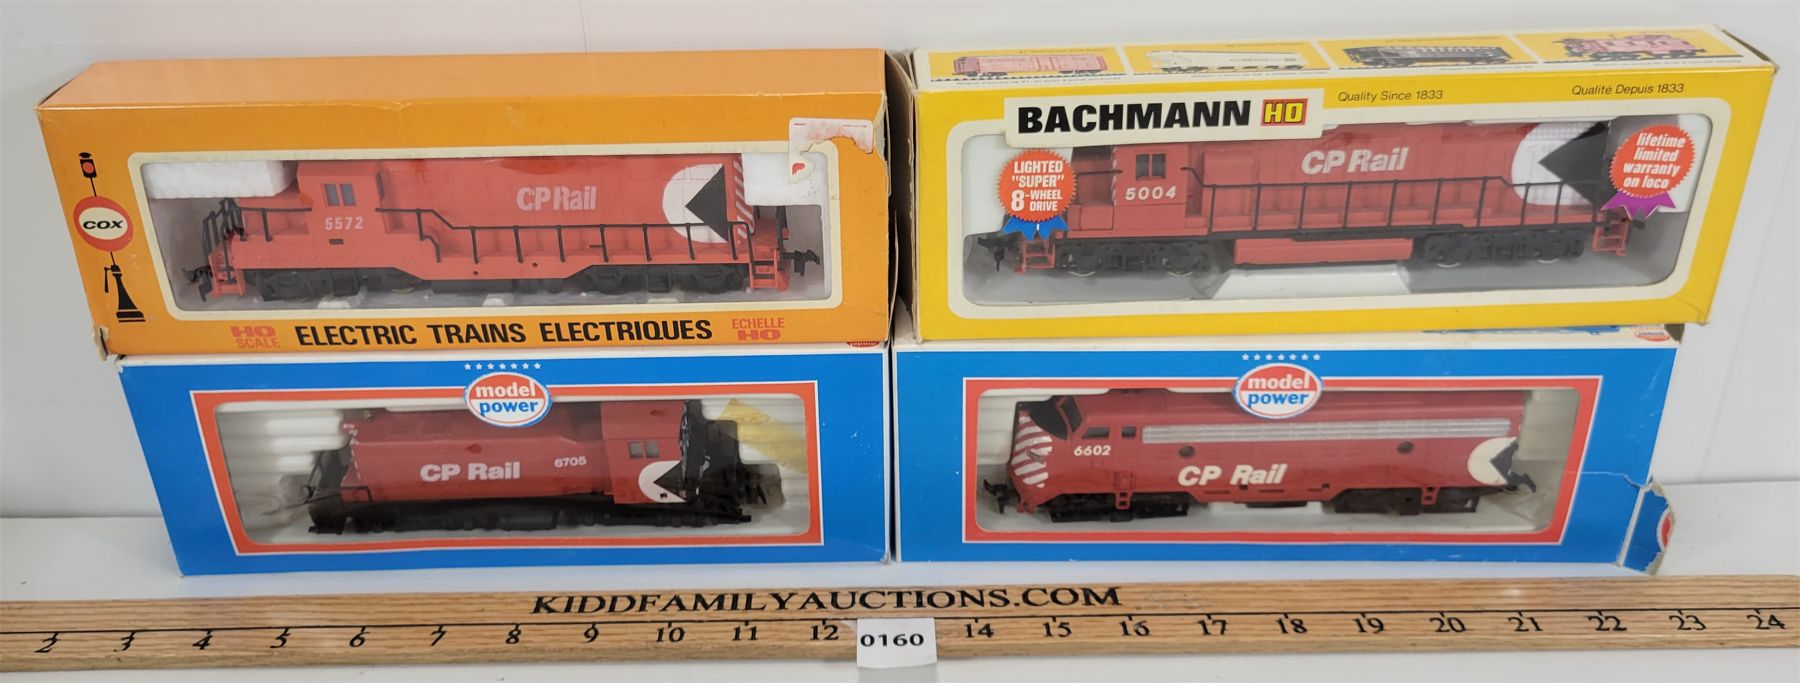 COX
CP Rail
5572
HO
SCALE
ELECTRIC TRAINS ELECTRIQUES
ECHELLE
HO
BACHMANN HO
Quality Since 1833
Qualité Depuis 1833
LIGHTED
"SUPER"
8-WHEEL
DRIVE
CP Rail
5004
lifetime
limited
warranty
on loco
model
power
CP Rail
6705
model
power
6602
CP Rail
KIDDFAMILYAUCTIONS.COM
2 3 4 5 6 7 8 9 10 11 12 14 15 16 17 18 19 20 21 22 23 24
0160